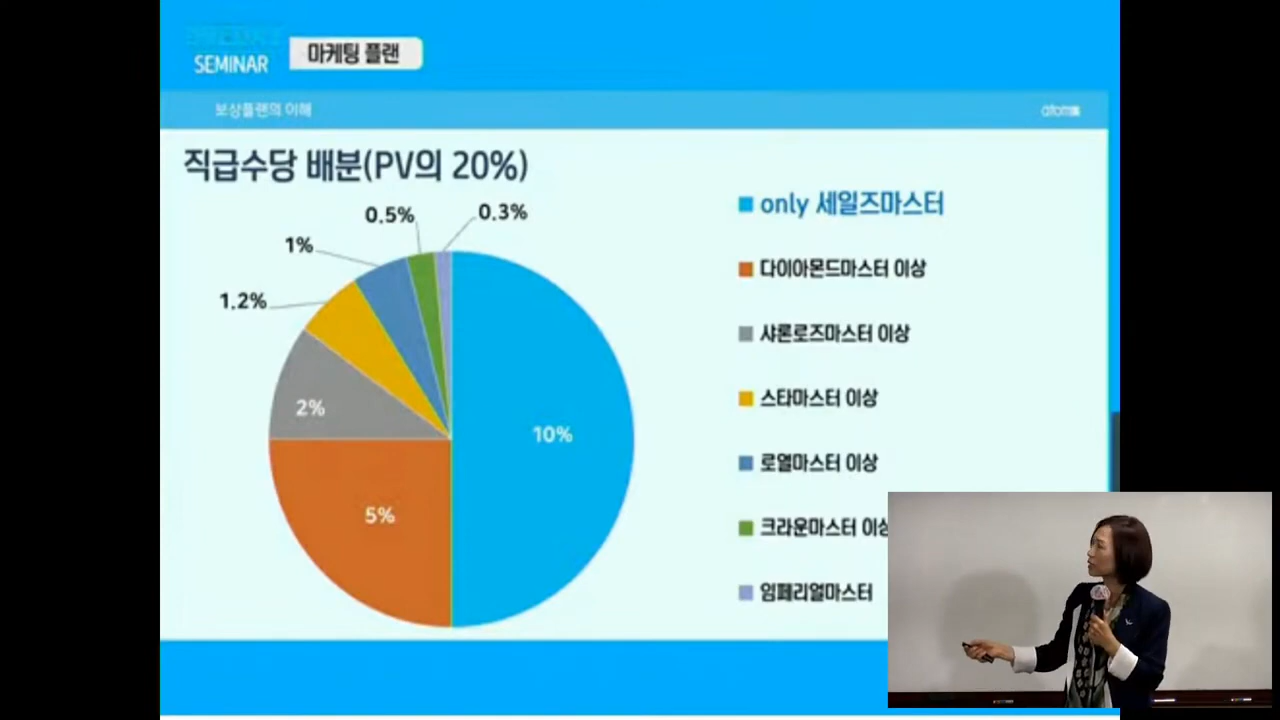 SEMINAR
마케팅 플랜
보상플랜의 이해
직급수당 배분(PV의 20%)
0.5%
0.3%
1%
1.2%
2%
10%
5%
only 세일즈마스터
다이아몬드마스터 이상
샤론로즈마스터 이상
스타마스터 이상
로열마스터 이상
크라운마스터 이상
임페리얼마스터